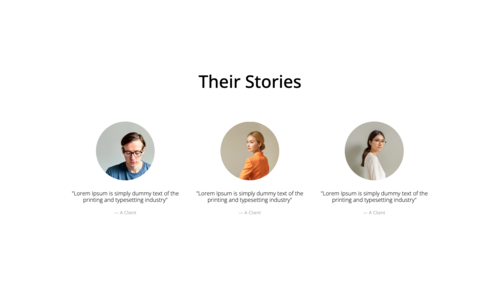 Their Stories
"Lorem Ipsum is simply dummy text of the
printing and typesetting industry"
— A Client
"Lorem Ipsum is simply dummy text of the
printing and typesetting industry"
— A Client
"Lorem Ipsum is simply dummy text of the
printing and typesetting industry"
— A Client